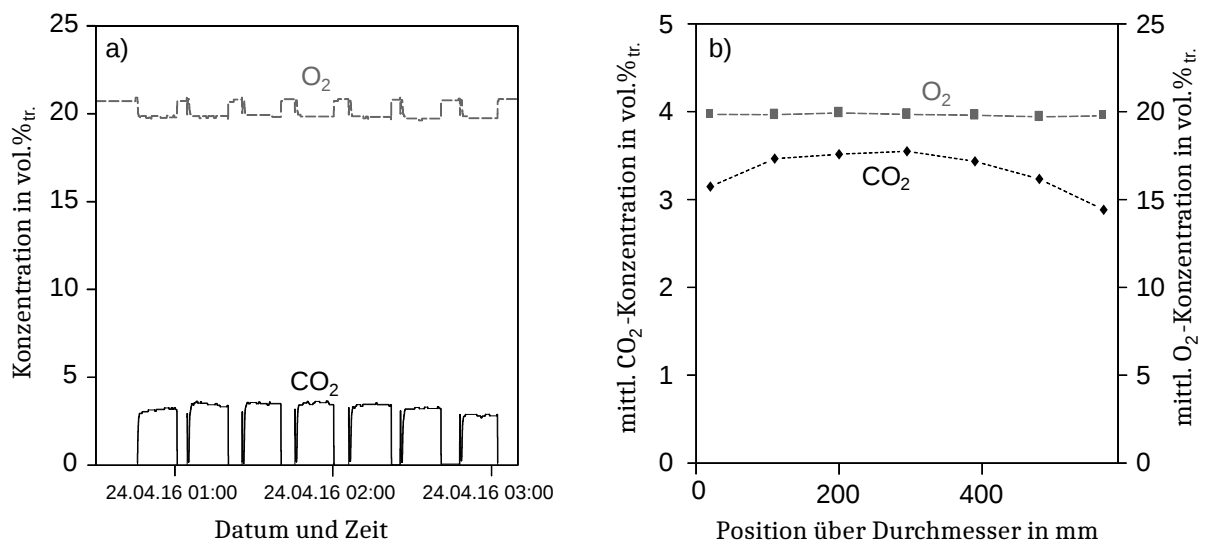 a)
Konzentration in vol.%tr.
25
20
15
10
5
0
O2
CO2
24.04.16 01:00
24.04.16 02:00
24.04.16 03:00
Datum und Zeit
b)
mittl. CO2-Konzentration in vol.%tr.
5
4
3
2
1
0
O2
CO2
25
20
15
10
5
0
mittl. O2-Konzentration in vol.%tr.
0
200
400
Position über Durchmesser in mm